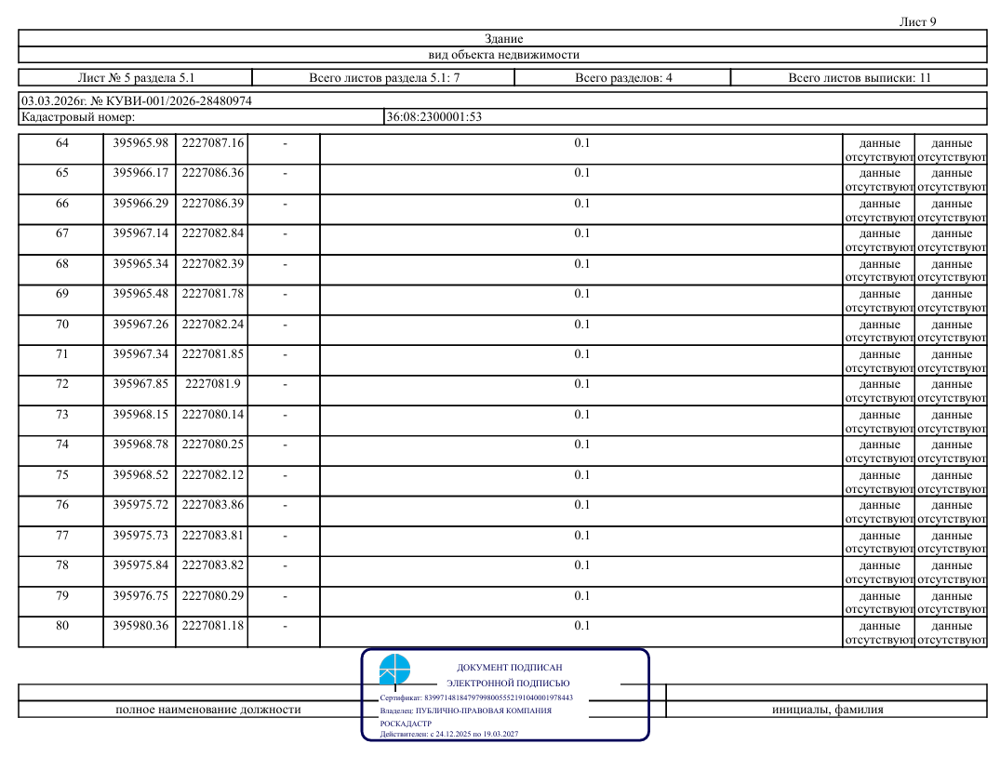 Лист 9
Здание
вид объекта недвижимости
Лист № 5 раздела 5.1 Всего листов раздела 5.1: 7 Всего разделов: 4 Всего листов выписки: 11
03.03.2026г. № КУВИ-001/2026-28480974
Кадастровый номер: 36:08:2300001:53
64 395965.98 2227087.16 - 0.1 данные данные
отсутствуют отсутствуют
65 395966.17 2227086.36 - 0.1 данные данные
отсутствуют отсутствуют
66 395966.29 2227086.39 - 0.1 данные данные
отсутствуют отсутствуют
67 395967.14 2227082.84 - 0.1 данные данные
отсутствуют отсутствуют
68 395965.34 2227082.39 - 0.1 данные данные
отсутствуют отсутствуют
69 395965.48 2227081.78 - 0.1 данные данные
отсутствуют отсутствуют
70 395967.26 2227082.24 - 0.1 данные данные
отсутствуют отсутствуют
71 395967.34 2227081.85 - 0.1 данные данные
отсутствуют отсутствуют
72 395967.85 2227081.9 - 0.1 данные данные
отсутствуют отсутствуют
73 395968.15 2227080.14 - 0.1 данные данные
отсутствуют отсутствуют
74 395968.78 2227080.25 - 0.1 данные данные
отсутствуют отсутствуют
75 395968.52 2227082.12 - 0.1 данные данные
отсутствуют отсутствуют
76 395975.72 2227083.86 - 0.1 данные данные
отсутствуют отсутствуют
77 395975.73 2227083.81 - 0.1 данные данные
отсутствуют отсутствуют
78 395975.84 2227083.82 - 0.1 данные данные
отсутствуют отсутствуют
79 395976.75 2227080.29 - 0.1 данные данные
отсутствуют отсутствуют
80 395980.36 2227081.18 - 0.1 данные данные
отсутствуют отсутствуют
ДОКУМЕНТ ПОДПИСАН
ЭЛЕКТРОННОЙ ПОДПИСЬЮ
Сертификат: 83997148184797998005552191040001978443
Владелец: ПУБЛИЧНО-ПРАВОВАЯ КОМПАНИЯ
РОСКАДАСТР
Действителен: с 24.12.2025 по 19.03.2027
полное наименование должности инициалы, фамилия